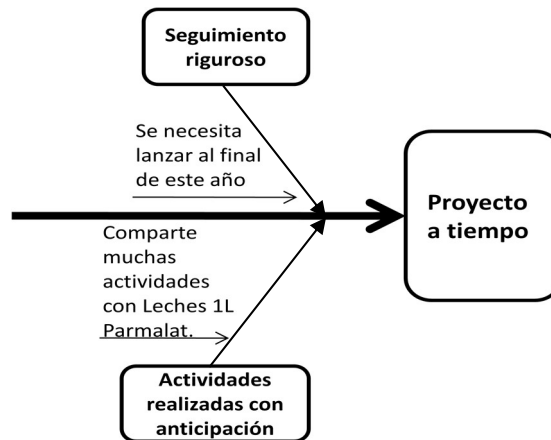 Seguimiento
riguroso
Se necesita
lanzar al final
de este año
Proyecto
a tiempo
Comparte
muchas
actividades
con Leches 1L
Parmalat.
Actividades
realizadas con
anticipación